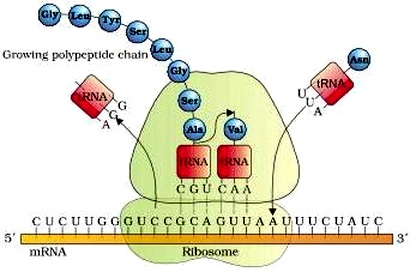 Gly Leu Tyr Ser Leu Gly Ser Ala
Growing polypeptide chain
Val
Asn
tRNA
A G G
tRNA
U U A
tRNA tRNA
C G U C A A
C U C U U G G G U C C G C A G U U A A U U U C U A U C
5′ 3′
mRNA Ribosome